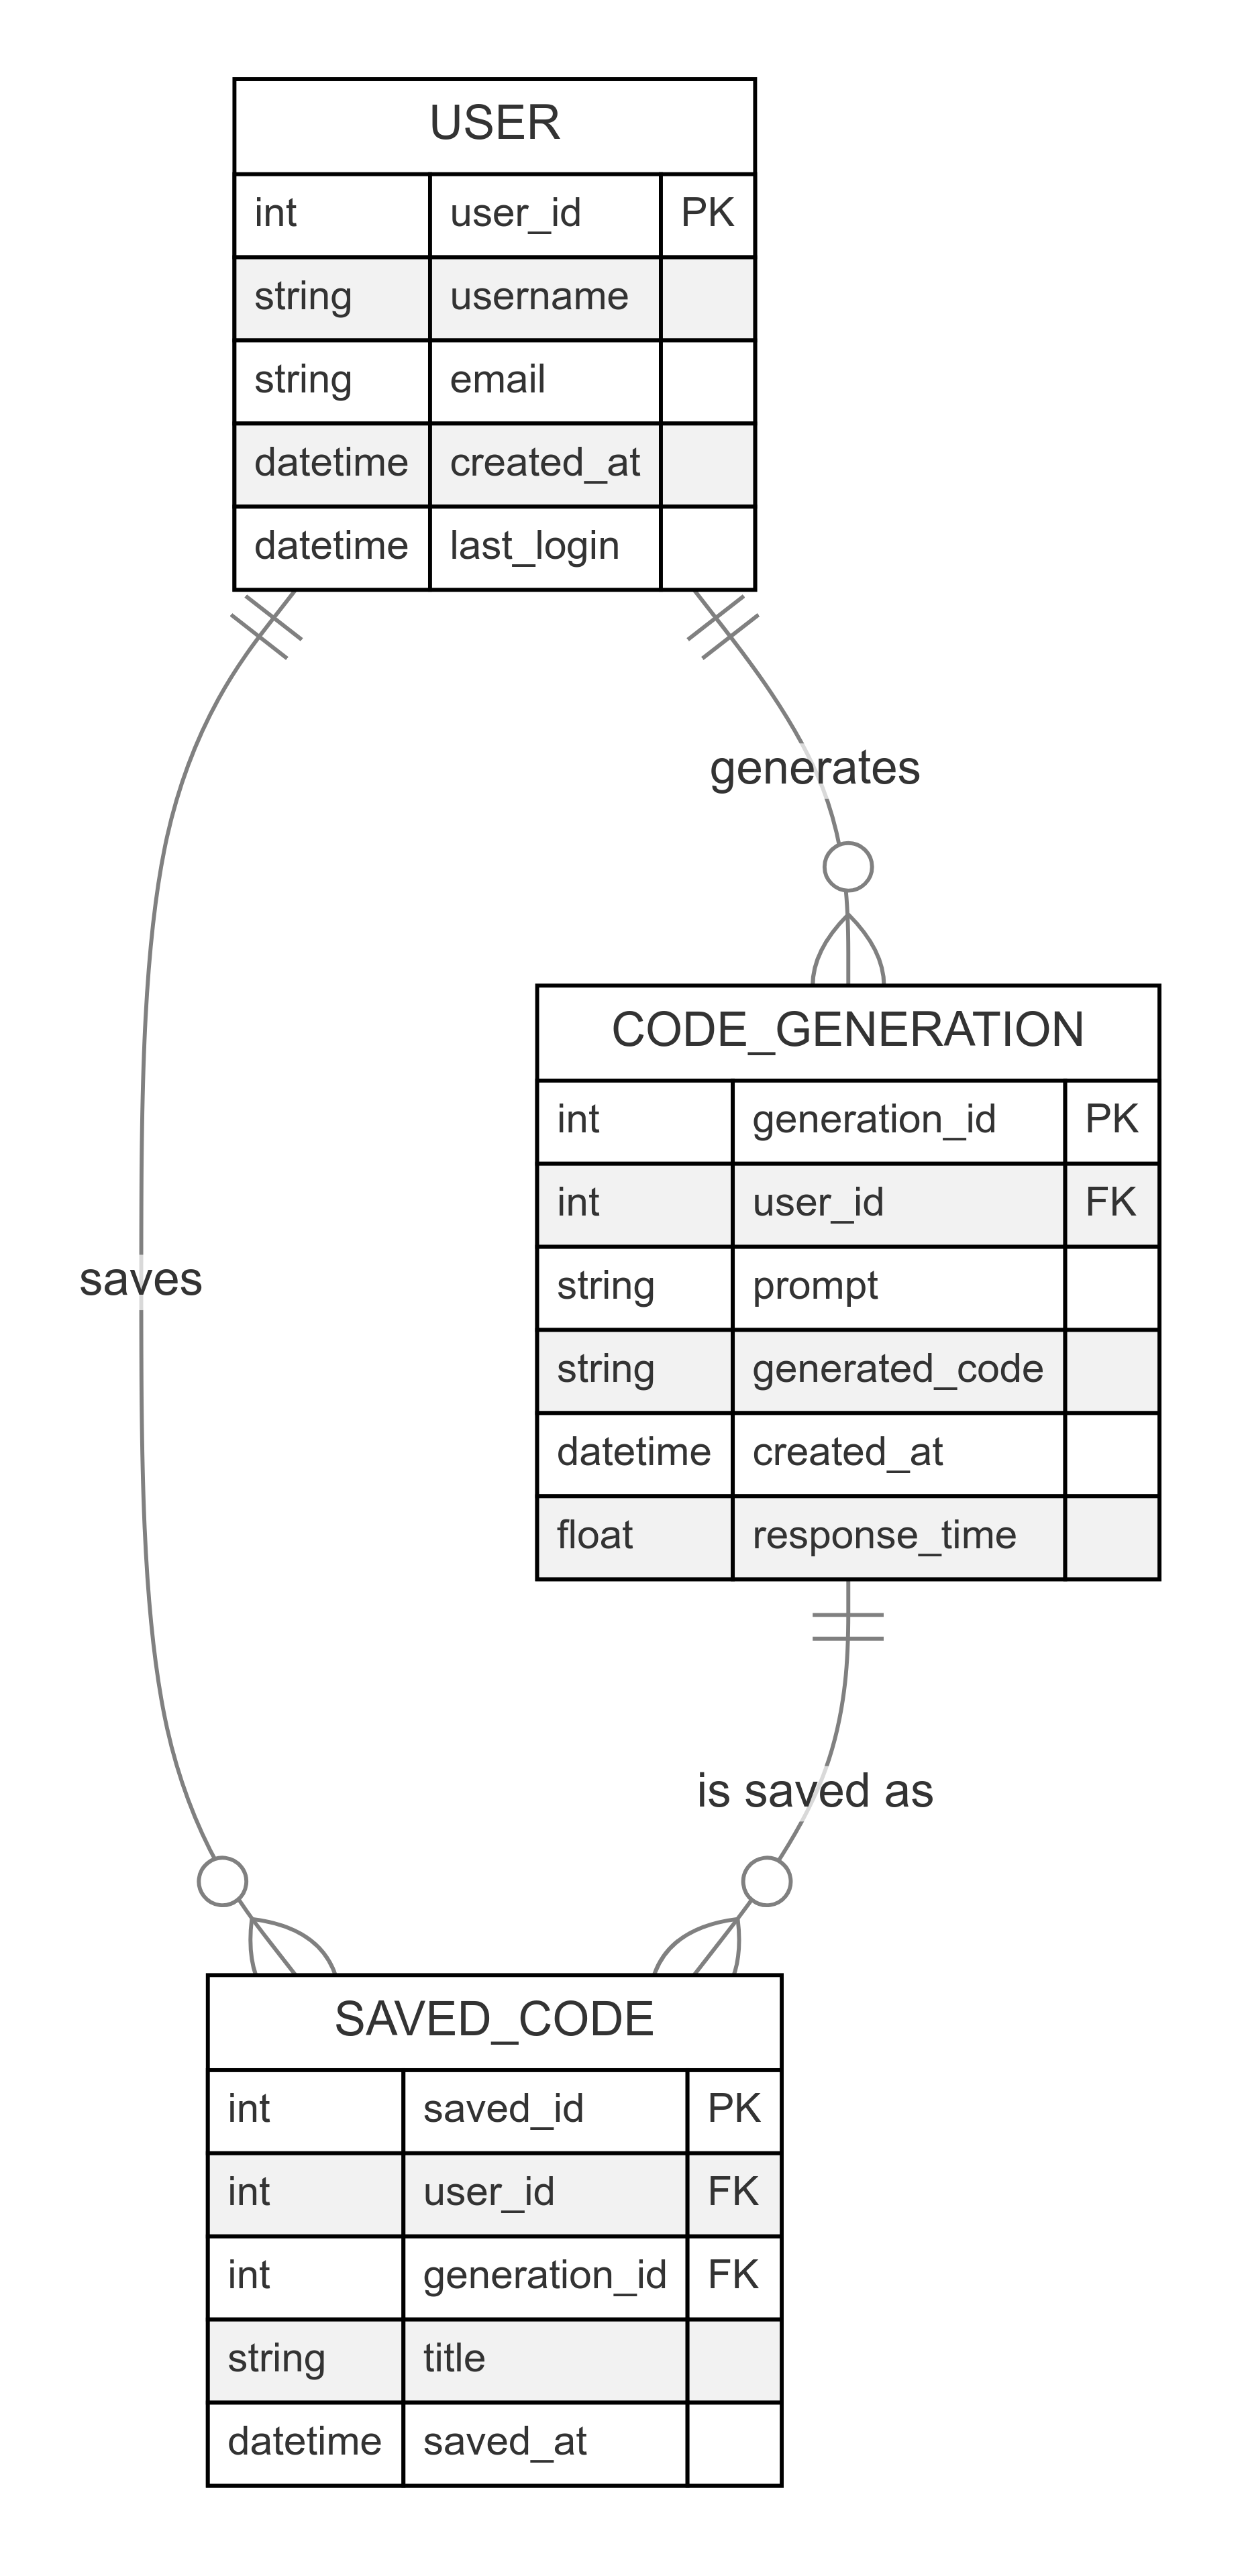 USER
int user_id PK
string username
string email
datetime created_at
datetime last_login
generates
CODE_GENERATION
int generation_id PK
int user_id FK
string prompt
string generated_code
datetime created_at
float response_time
saves
is saved as
SAVED_CODE
int saved_id PK
int user_id FK
int generation_id FK
string title
datetime saved_at